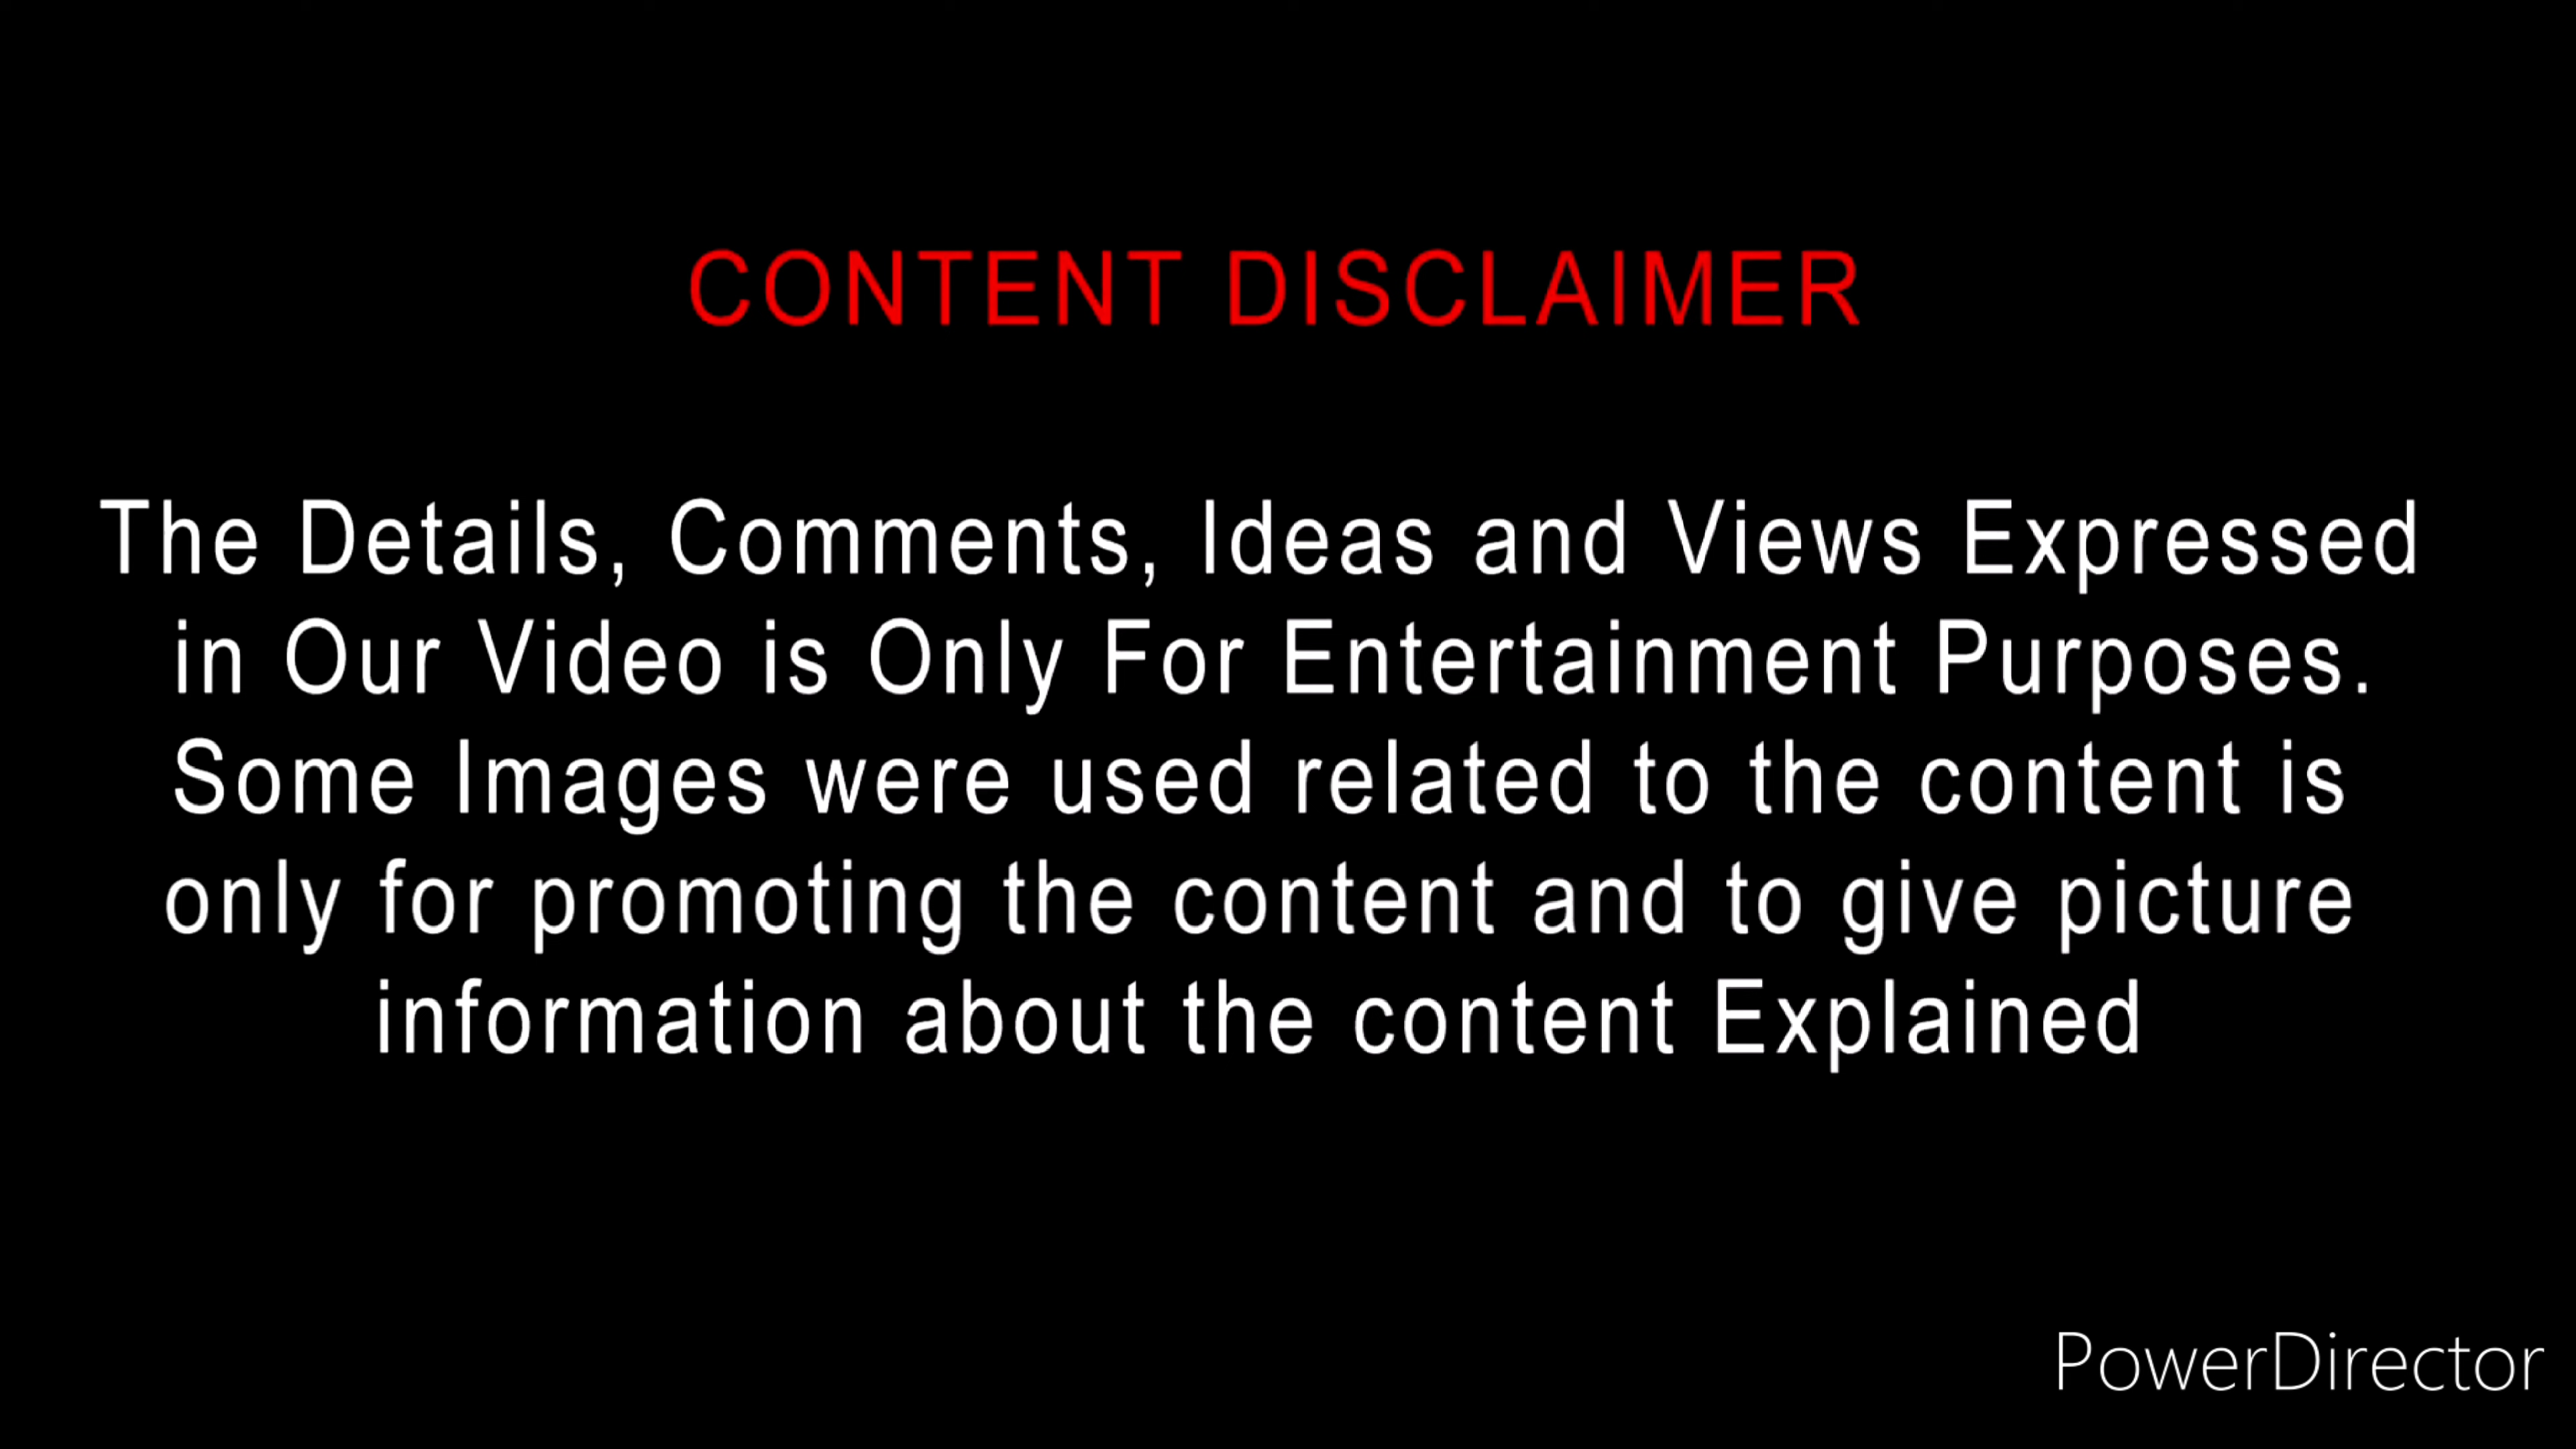 CONTENT DISCLAIMER
The Details, Comments, Ideas and Views Expressed
in Our Video is Only For Entertainment Purposes.
Some Images were used related to the content is
only for promoting the content and to give picture
information about the content Explained
PowerDirector